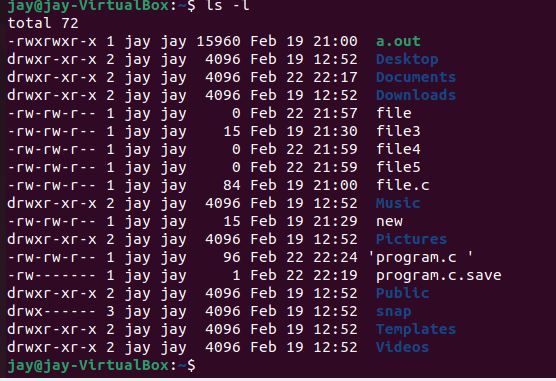 jay@jay-VirtualBox:~$ ls -l
total 72
-rwxrwxr-x 1 jay jay 15960 Feb 19 21:00  a.out
drwxr-xr-x 2 jay jay  4096 Feb 19 12:52  Desktop
drwxr-xr-x 2 jay jay  4096 Feb 22 22:17  Documents
drwxr-xr-x 2 jay jay  4096 Feb 19 12:52  Downloads
-rw-rw-r-- 1 jay jay     0 Feb 22 21:57  file
-rw-rw-r-- 1 jay jay    15 Feb 19 21:30  file3
-rw-rw-r-- 1 jay jay     0 Feb 22 21:59  file4
-rw-rw-r-- 1 jay jay     0 Feb 22 21:59  file5
-rw-rw-r-- 1 jay jay    84 Feb 19 21:00  file.c
drwxr-xr-x 2 jay jay  4096 Feb 19 12:52  Music
-rw-rw-r-- 1 jay jay    15 Feb 19 21:29  new
drwxr-xr-x 2 jay jay  4096 Feb 19 12:52  Pictures
-rw-rw-r-- 1 jay jay    96 Feb 22 22:24 'program.c '
-rw------- 1 jay jay     1 Feb 22 22:19  program.c.save
drwxr-xr-x 2 jay jay  4096 Feb 19 12:52  Public
drwx------ 3 jay jay  4096 Feb 19 12:52  snap
drwxr-xr-x 2 jay jay  4096 Feb 19 12:52  Templates
drwxr-xr-x 2 jay jay  4096 Feb 19 12:52  Videos
jay@jay-VirtualBox:~$